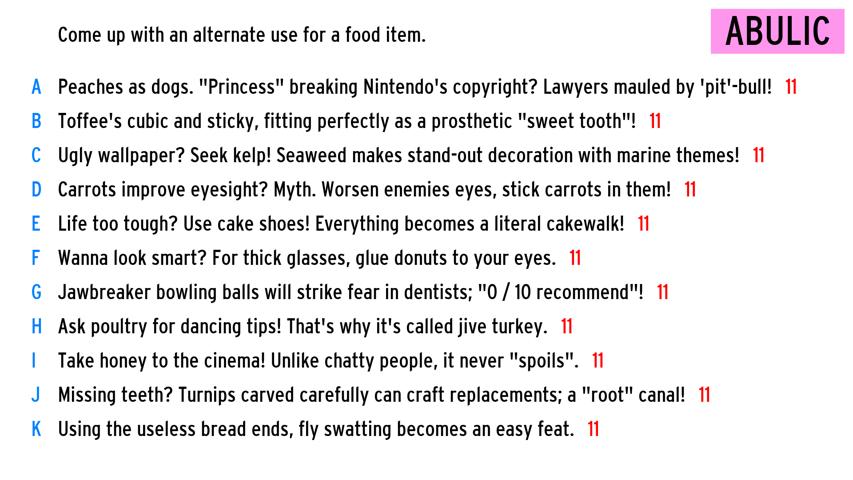 Come up with an alternate use for a food item.
ABULIC
A Peaches as dogs. "Princess" breaking Nintendo's copyright? Lawyers mauled by 'pit'-bull! 11
B Toffee's cubic and sticky, fitting perfectly as a prosthetic "sweet tooth"! 11
C Ugly wallpaper? Seek kelp! Seaweed makes stand-out decoration with marine themes! 11
D Carrots improve eyesight? Myth. Worsen enemies eyes, stick carrots in them! 11
E Life too tough? Use cake shoes! Everything becomes a literal cakewalk! 11
F Wanna look smart? For thick glasses, glue donuts to your eyes. 11
G Jawbreaker bowling balls will strike fear in dentists; "0 / 10 recommend"! 11
H Ask poultry for dancing tips! That's why it's called jive turkey. 11
I Take honey to the cinema! Unlike chatty people, it never "spoils". 11
J Missing teeth? Turnips carved carefully can craft replacements; a "root" canal! 11
K Using the useless bread ends, fly swatting becomes an easy feat. 11